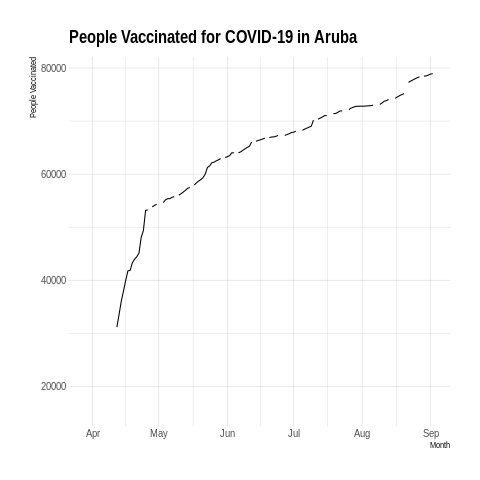 People Vaccinated for COVID-19 in Aruba
People Vaccinated
80000
60000
40000
20000
Apr May Jun Jul Aug Sep
Month